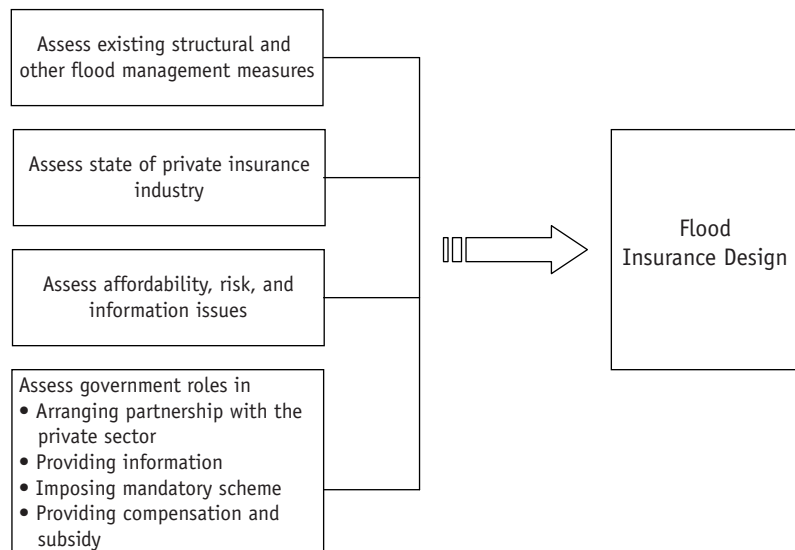 Assess existing structural and
other flood management measures
Assess state of private insurance
industry
Assess affordability, risk, and
information issues
Assess government roles in
• Arranging partnership with the
private sector
• Providing information
• Imposing mandatory scheme
• Providing compensation and
subsidy
Flood
Insurance Design